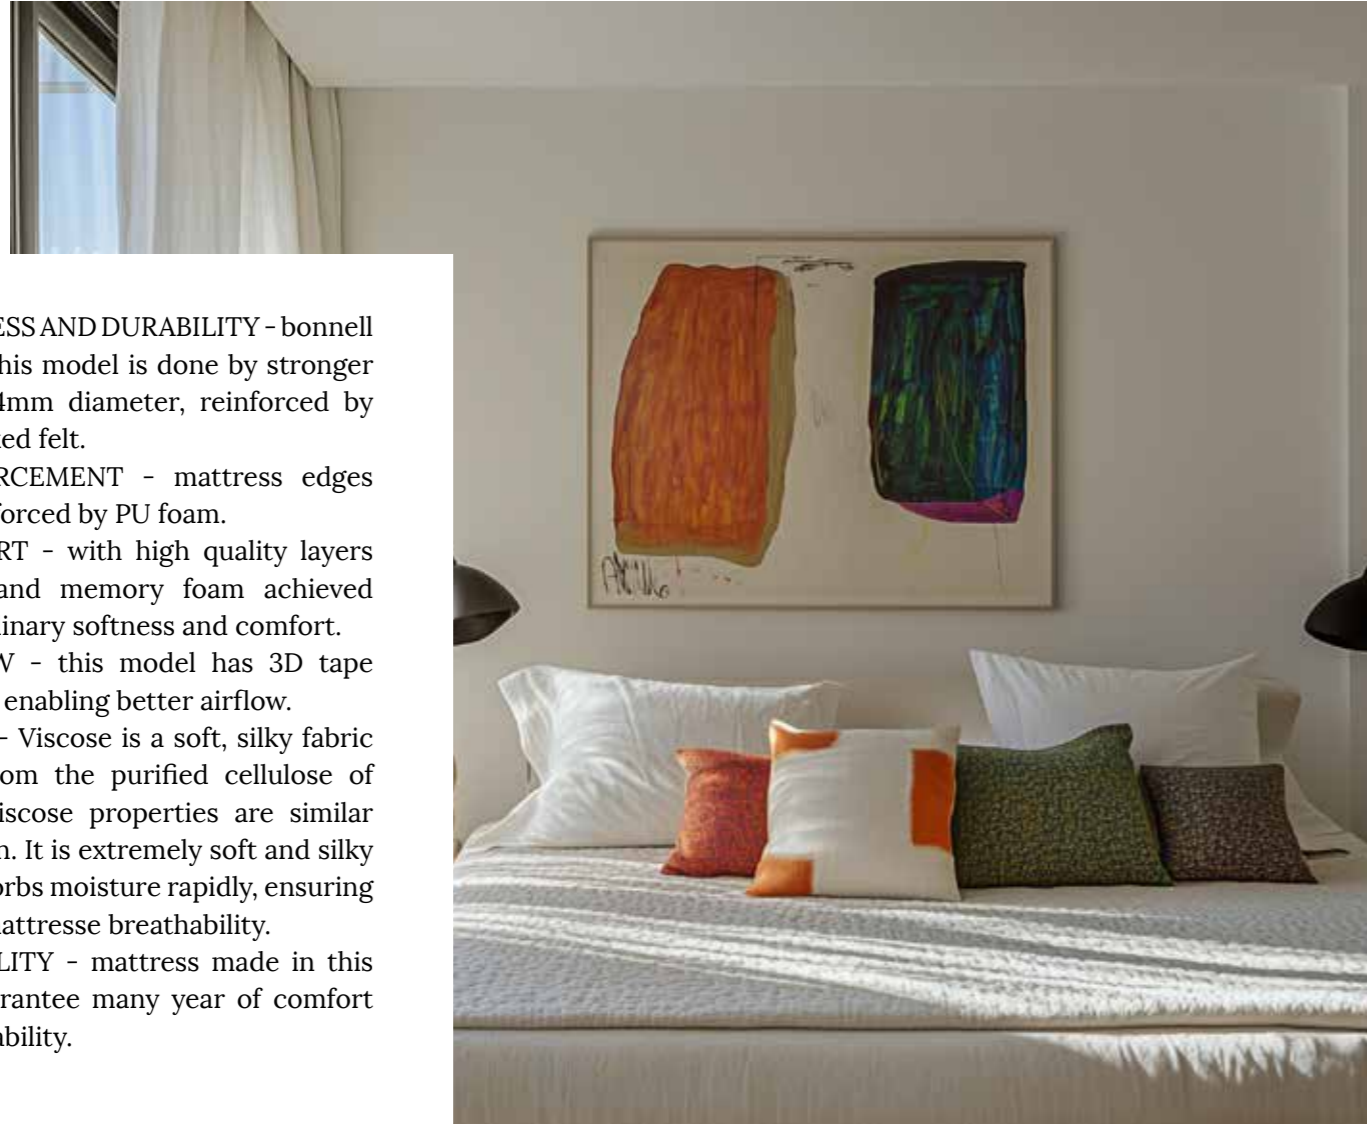 ESS AND DURABILITY - bonnell
his model is done by stronger
4mm diameter, reinforced by
ed felt.
RCEMENT - mattress edges
forced by PU foam.
RT - with high quality layers
and memory foam achieved
linary softness and comfort.
W - this model has 3D tape
enabling better airflow.
- Viscose is a soft, silky fabric
om the purified cellulose of
iscose properties are similar
n. It is extremely soft and silky
orbs moisture rapidly, ensuring
attresse breathability.
LITY - mattress made in this
rantee many year of comfort
ability.